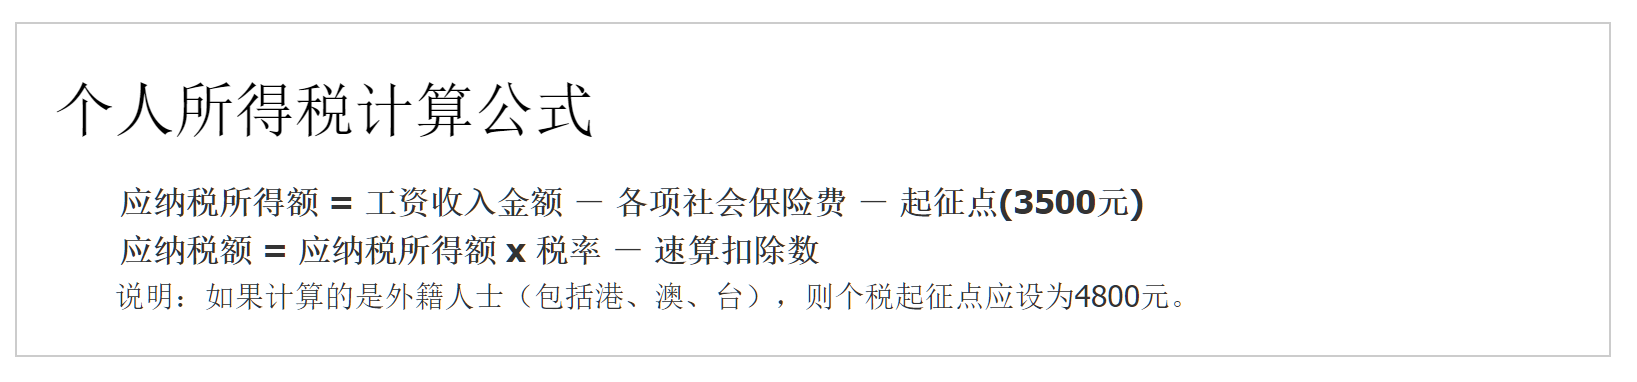 个人所得税计算公式
应纳税所得额 = 工资收入金额 － 各项社会保险费 － 起征点(3500元)
应纳税额 = 应纳税所得额 x 税率 － 速算扣除数
说明：如果计算的是外籍人士（包括港、澳、台），则个税起征点应设为4800元。